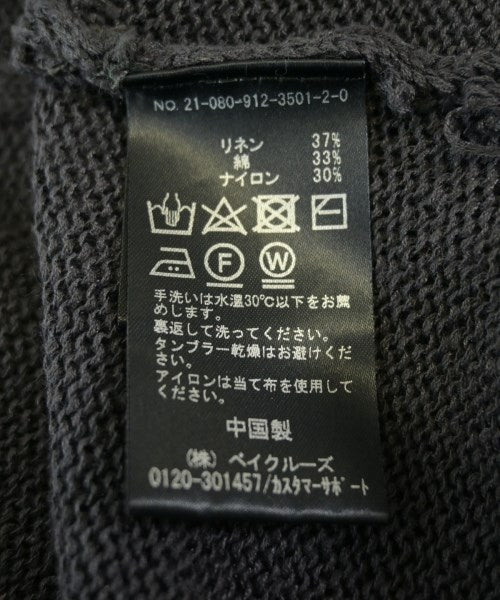 NO. 21-080-912-3501-2-0
リネン 37%
綿 33%
ナイロン 30%
F W
手洗いは水温30℃以下をお薦
めします。
裏返して洗ってください。
タンブラー乾燥はお避けくだ
さい。
アイロンは当て布を使用して
ください。
中国製
(株) ベイクルーズ
0120-301457/カスタマーサポート